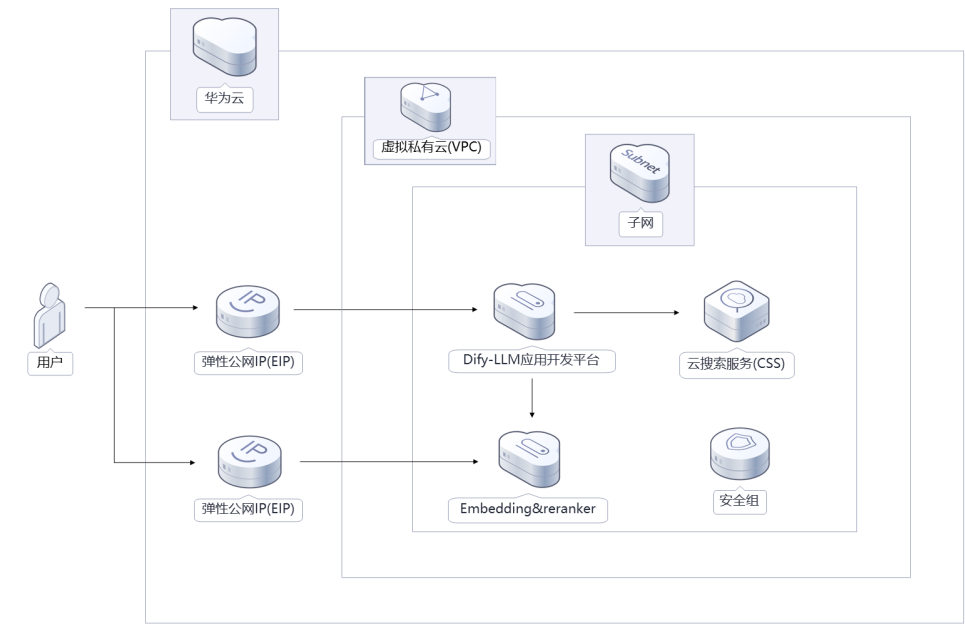 华为云
虚拟私有云(VPC)
Subnet
子网
IP
用户
弹性公网IP(EIP)
Dify-LLM应用开发平台
云搜索服务(CSS)
IP
弹性公网IP(EIP)
Embedding&reranker
安全组